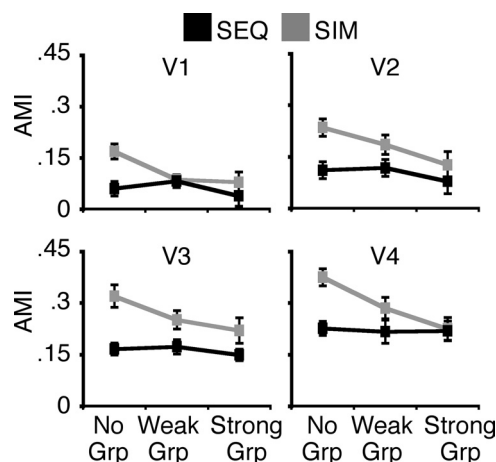 SEQ SIM
V1 V2
AMI .45 .3 .15 0
V3 V4
AMI .45 .3 .15 0
No Weak Strong No Weak Strong
Grp Grp Grp Grp Grp Grp